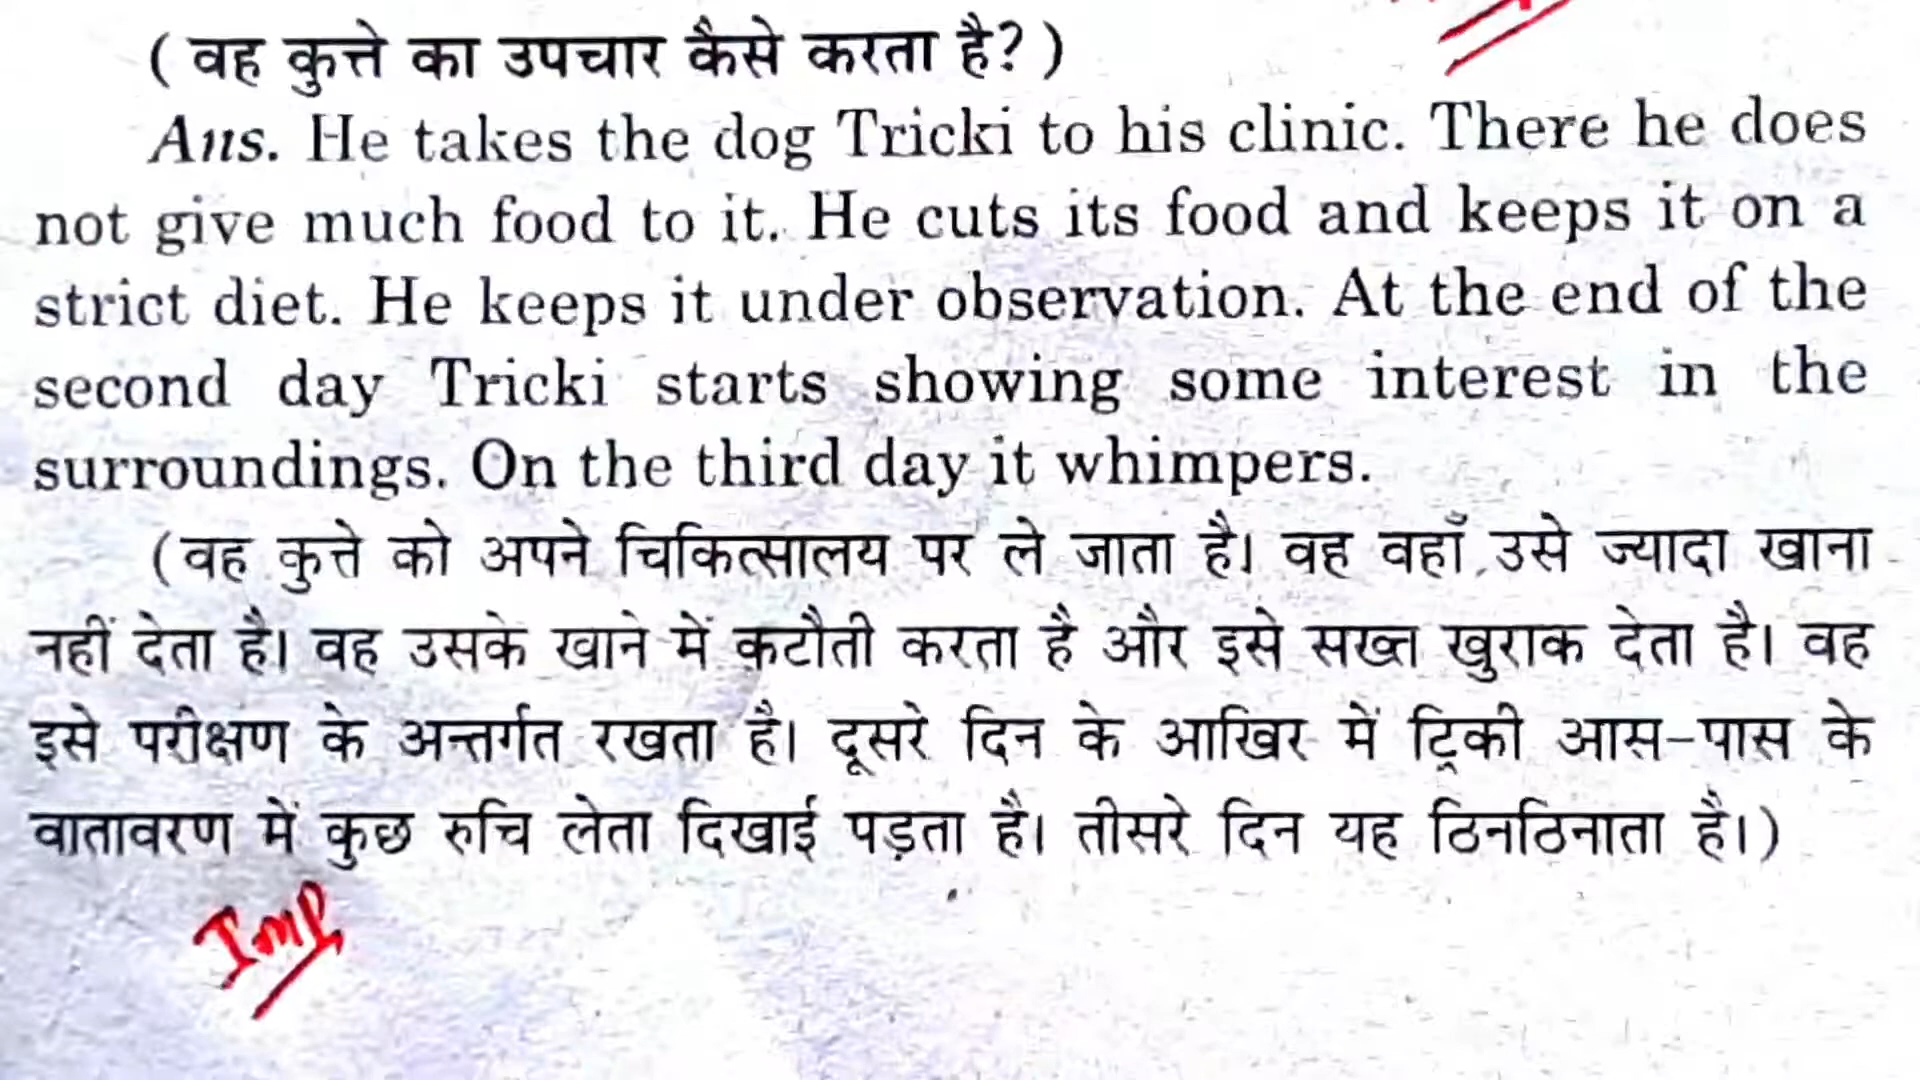 ( वह कुत्ते का उपचार कैसे करता है? )
Ans. He takes the dog Tricki to his clinic. There he does
not give much food to it. He cuts its food and keeps it on a
strict diet. He keeps it under observation. At the end of the
second day Tricki starts showing some interest in the
surroundings. On the third day it whimpers.
(वह कुत्ते को अपने चिकित्सालय पर ले जाता है। वह वहाँ उसे ज्यादा खाना
नहीं देता है। वह उसके खाने में कटौती करता है और इसे सख्त खुराक देता है। वह
इसे परीक्षण के अन्तर्गत रखता है। दूसरे दिन के आखिर में ट्रिकी आस-पास के
वातावरण में कुछ रुचि लेता दिखाई पड़ता है। तीसरे दिन यह ठिनठिनाता है।)
Imp